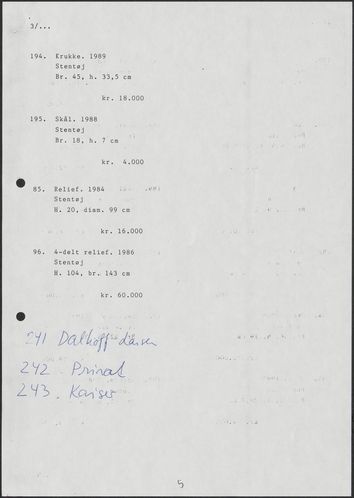 3/...
194. Krukke. 1989
Stentøj
Br. 45, h. 33,5 cm
kr. 18.000
195. Skål. 1988
Stentøj
Br. 18, h. 7 cm
kr. 4.000
85. Relief. 1984
Stentøj
H. 20, diam. 99 cm
kr. 16.000
96. 4-delt relief. 1986
Stentøj
H. 104, br. 143 cm
kr. 60.000
241 Dalhoff
242 Privat
243. Kaiser
5